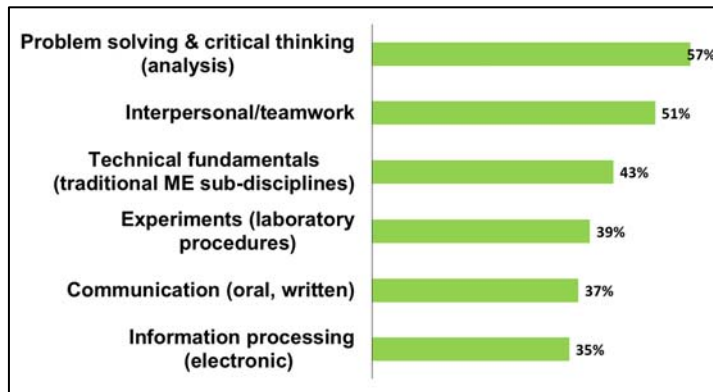 Problem solving & critical thinking
(analysis)
57%
Interpersonal/teamwork
51%
Technical fundamentals
(traditional ME sub-disciplines)
43%
Experiments (laboratory
procedures)
39%
Communication (oral, written)
37%
Information processing
(electronic)
35%